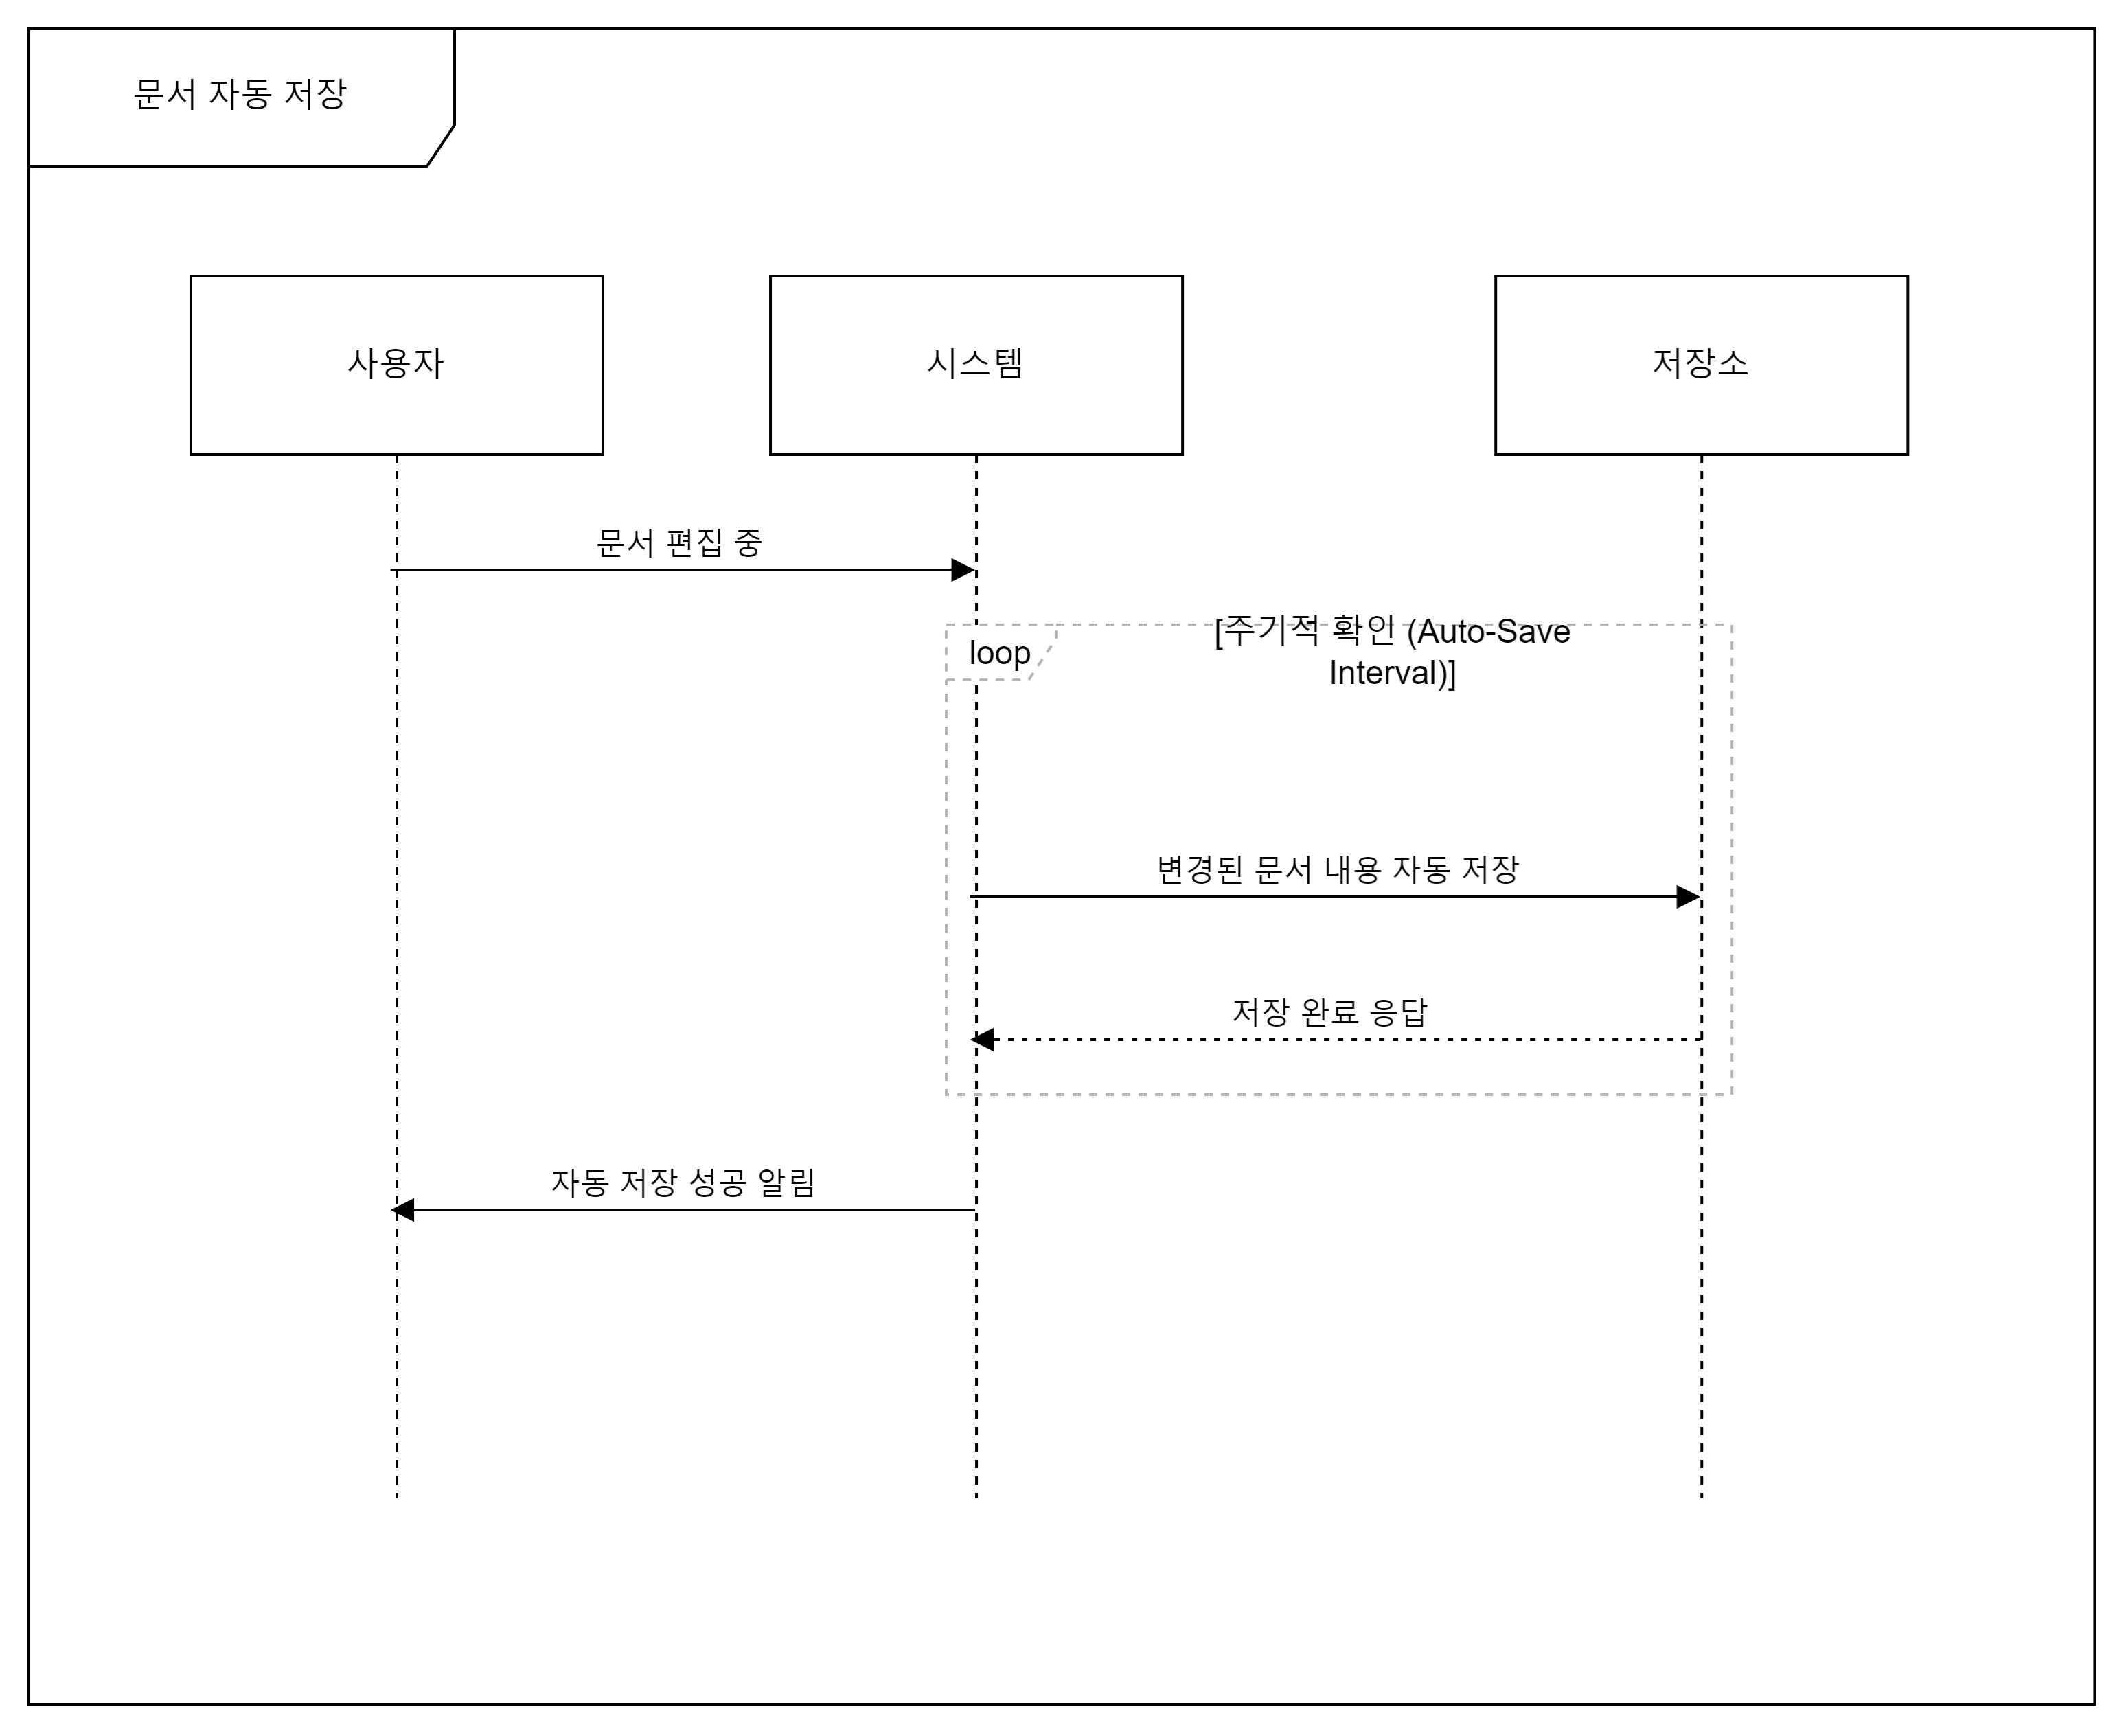 문서 자동 저장
사용자
시스템
저장소
문서 편집 중
loop
[주기적 확인 (Auto-Save
Interval)]
변경된 문서 내용 자동 저장
저장 완료 응답
자동 저장 성공 알림